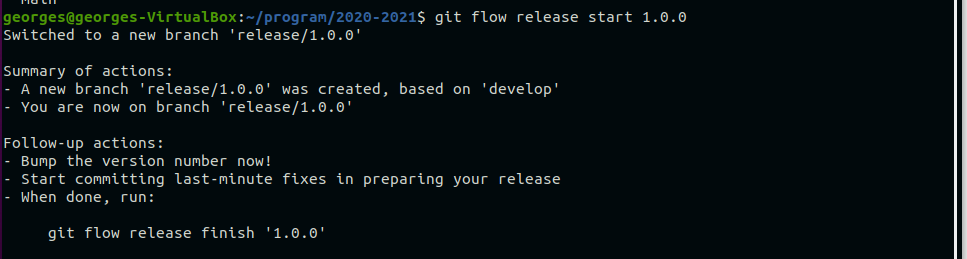 Math
georges@georges-VirtualBox:~/program/2020-2021$ git flow release start 1.0.0
Switched to a new branch 'release/1.0.0'
Summary of actions:
- A new branch 'release/1.0.0' was created, based on 'develop'
- You are now on branch 'release/1.0.0'
Follow-up actions:
- Bump the version number now!
- Start committing last-minute fixes in preparing your release
- When done, run:
git flow release finish '1.0.0'